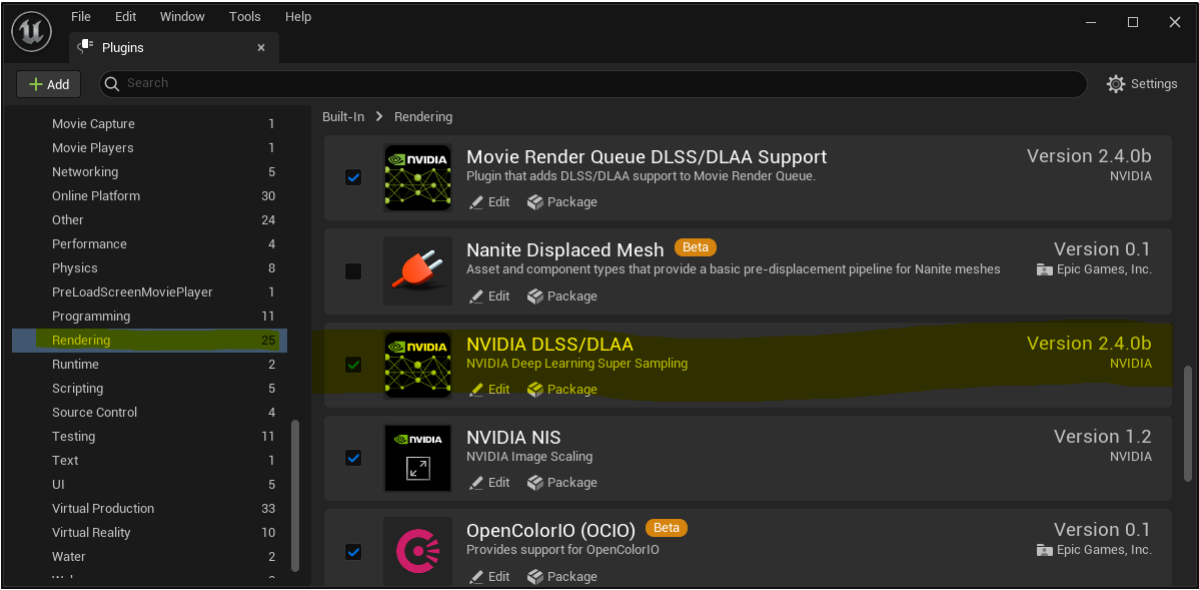 File Edit Window Tools Help
Plugins
Add
Search
Settings
Movie Capture 1
Movie Players 1
Networking 5
Online Platform 30
Other 24
Performance 4
Physics 8
PreLoadScreenMoviePlayer 1
Programming 11
Rendering 25
Runtime 2
Scripting 5
Source Control 4
Testing 11
Text 1
UI 5
Virtual Production 33
Virtual Reality 10
Water 2
Built-In > Rendering
NVIDIA
Movie Render Queue DLSS/DLAA Support
Version 2.4.0b
Plugin that adds DLSS/DLAA support to Movie Render Queue.
NVIDIA
Edit Package
Nanite Displaced Mesh Beta
Version 0.1
Asset and component types that provide a basic pre-displacement pipeline for Nanite meshes
Epic Games, Inc.
Edit Package
NVIDIA
NVIDIA DLSS/DLAA
Version 2.4.0b
NVIDIA Deep Learning Super Sampling
NVIDIA
Edit Package
NVIDIA
NVIDIA NIS
Version 1.2
NVIDIA Image Scaling
NVIDIA
Edit Package
OpenColorIO (OCIO) Beta
Version 0.1
Provides support for OpenColorIO
Epic Games, Inc.
Edit Package